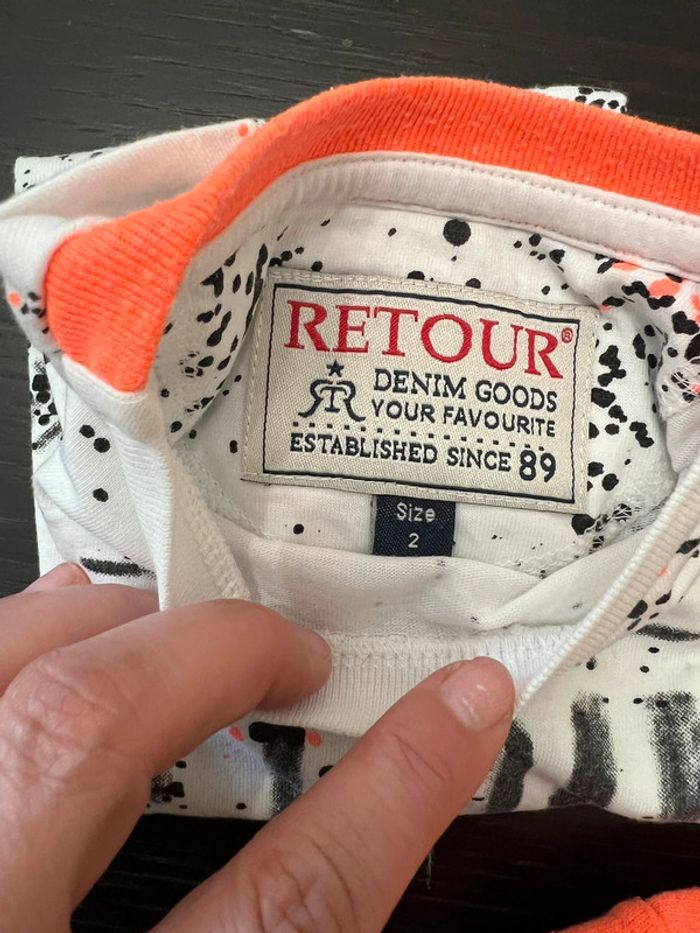 RETOUR®
DENIM GOODS
YOUR FAVOURITE
ESTABLISHED SINCE 89
Size
2